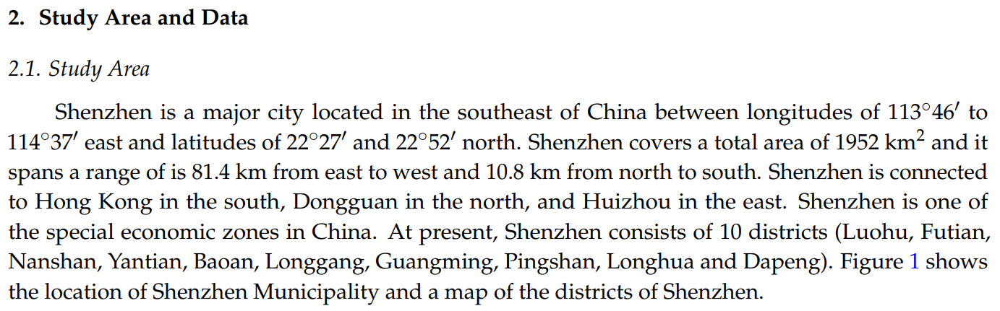 2. Study Area and Data
2.1. Study Area
Shenzhen is a major city located in the southeast of China between longitudes of 113°46′ to
114°37′ east and latitudes of 22°27′ and 22°52′ north. Shenzhen covers a total area of 1952 km² and it
spans a range of is 81.4 km from east to west and 10.8 km from north to south. Shenzhen is connected
to Hong Kong in the south, Dongguan in the north, and Huizhou in the east. Shenzhen is one of
the special economic zones in China. At present, Shenzhen consists of 10 districts (Luohu, Futian,
Nanshan, Yantian, Baoan, Longgang, Guangming, Pingshan, Longhua and Dapeng). Figure 1 shows
the location of Shenzhen Municipality and a map of the districts of Shenzhen.